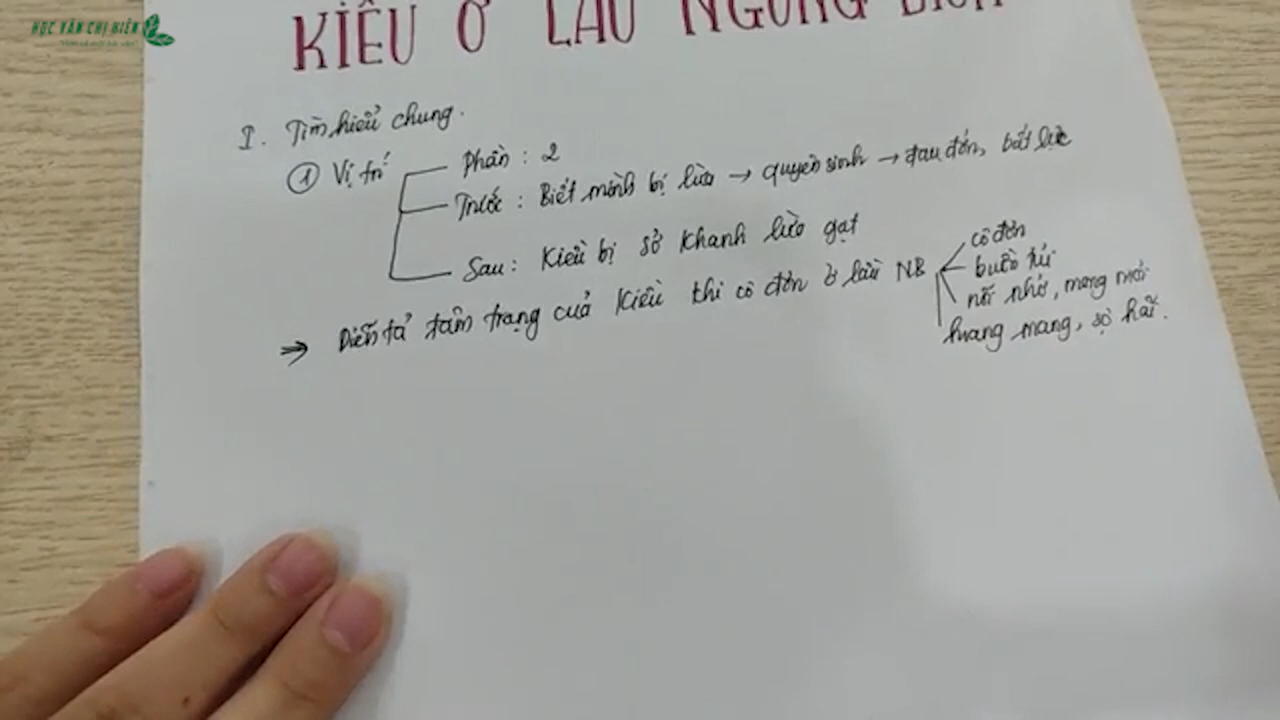 HỌC VĂN CHỊ HIÊN
KIỀU Ở LẦU NGƯNG BÍCH
I. Tìm hiểu chung.
① Vị trí
Phần : 2
Trước : Biết mình bị lừa → quyên sinh → đau đớn, bất lực
Sau : Kiều bị sở Khanh lừa gạt
⇒ Diễn tả tâm trạng của Kiều khi cô đơn ở lầu NB
cô đơn
buồn tủi
nỗi nhớ, mong mỏi
hoang mang, sợ hãi.